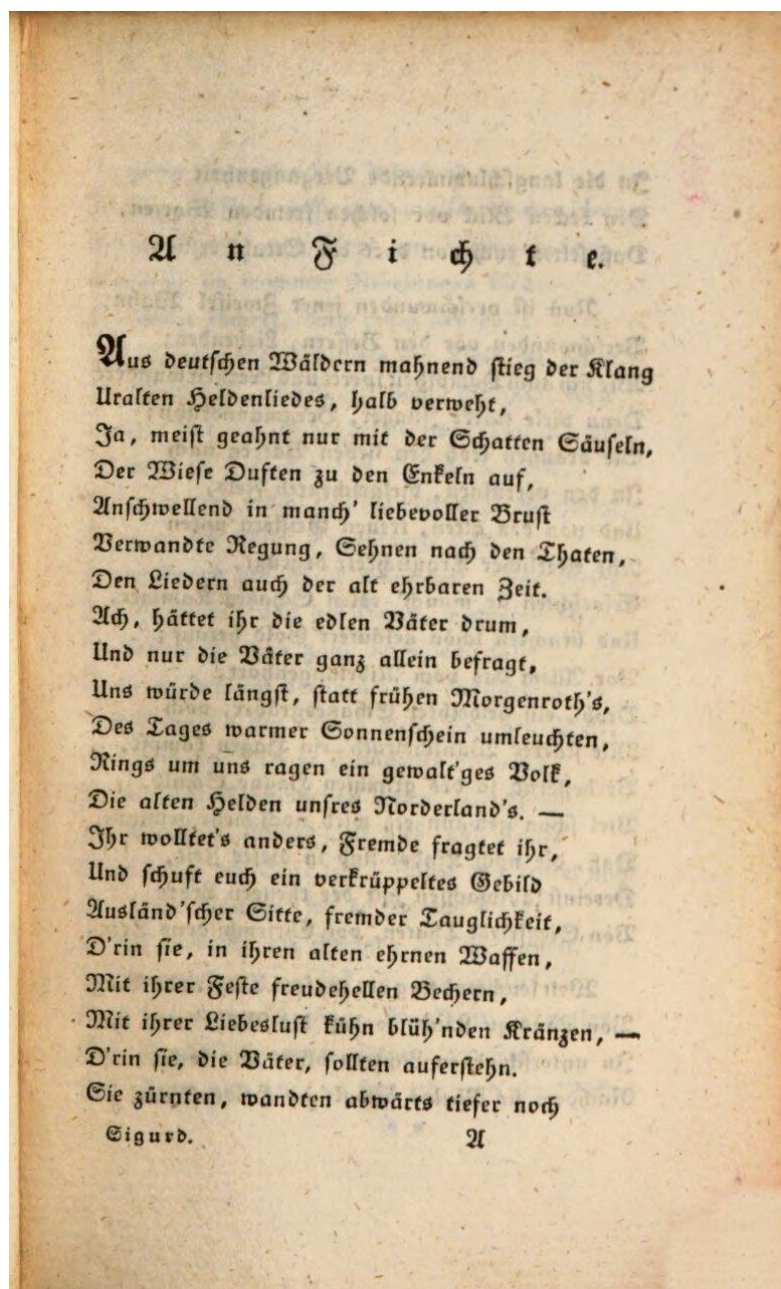 An Fichte.
Aus deutschen Wäldern mahnend stieg der Klang
Uralten Heldenliedes, halb verweht,
Ja, meist geahnt nur mit der Schatten Säuseln,
Der Wiese Duften zu den Enkeln auf,
Anschwellend in manch' liebevoller Brust
Verwandte Regung, Sehnen nach den Thaten,
Den Liedern auch der alt ehrbaren Zeit.
Ach, hättet ihr die edlen Väter drum,
Und nur die Väter ganz allein befragt,
Uns würde längst, statt frühen Morgenroth's,
Des Tages warmer Sonnenschein umleuchten,
Rings um uns ragen ein gewalt'ges Volk,
Die alten Helden unsres Norderland's. —
Ihr wolltet's anders, Fremde fragtet ihr,
Und schuft euch ein verkrüppeltes Gebild
Ausländ'scher Sitte, fremder Tauglichkeit,
D'rin sie, in ihren alten ehrnen Waffen,
Mit ihrer Feste freudehellen Bechern,
Mit ihrer Liebeslust kühn blüh'nden Kränzen, —
D'rin sie, die Väter, sollten auferstehn.
Sie zürnten, wandten abwärts tiefer noch
Sigurd. A